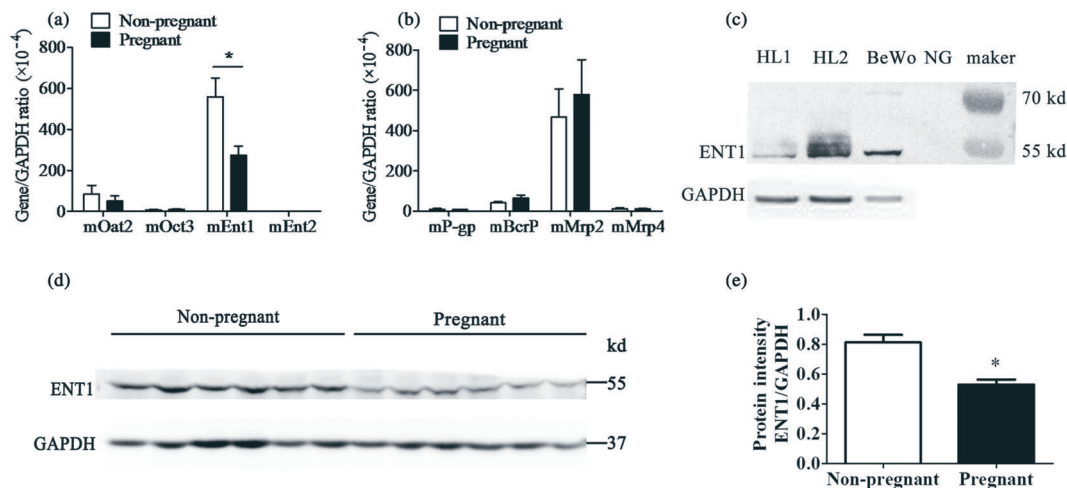 (a)
Non-pregnant
Pregnant
Gene/GAPDH ratio (×10⁻⁴)
800
600
400
200
0
*
mOat2 mOct3 mEnt1 mEnt2
(b)
Non-pregnant
Pregnant
Gene/GAPDH ratio (×10⁻⁴)
800
600
400
200
0
mP-gp mBcrP mMrp2 mMrp4
(c)
HL1 HL2 BeWo NG maker
70 kd
ENT1 55 kd
GAPDH
(d)
Non-pregnant Pregnant
kd
ENT1 55
GAPDH 37
(e)
Protein intensity
ENT1/GAPDH
1.0
0.8
0.6
0.4
0.2
0.0
*
Non-pregnant Pregnant